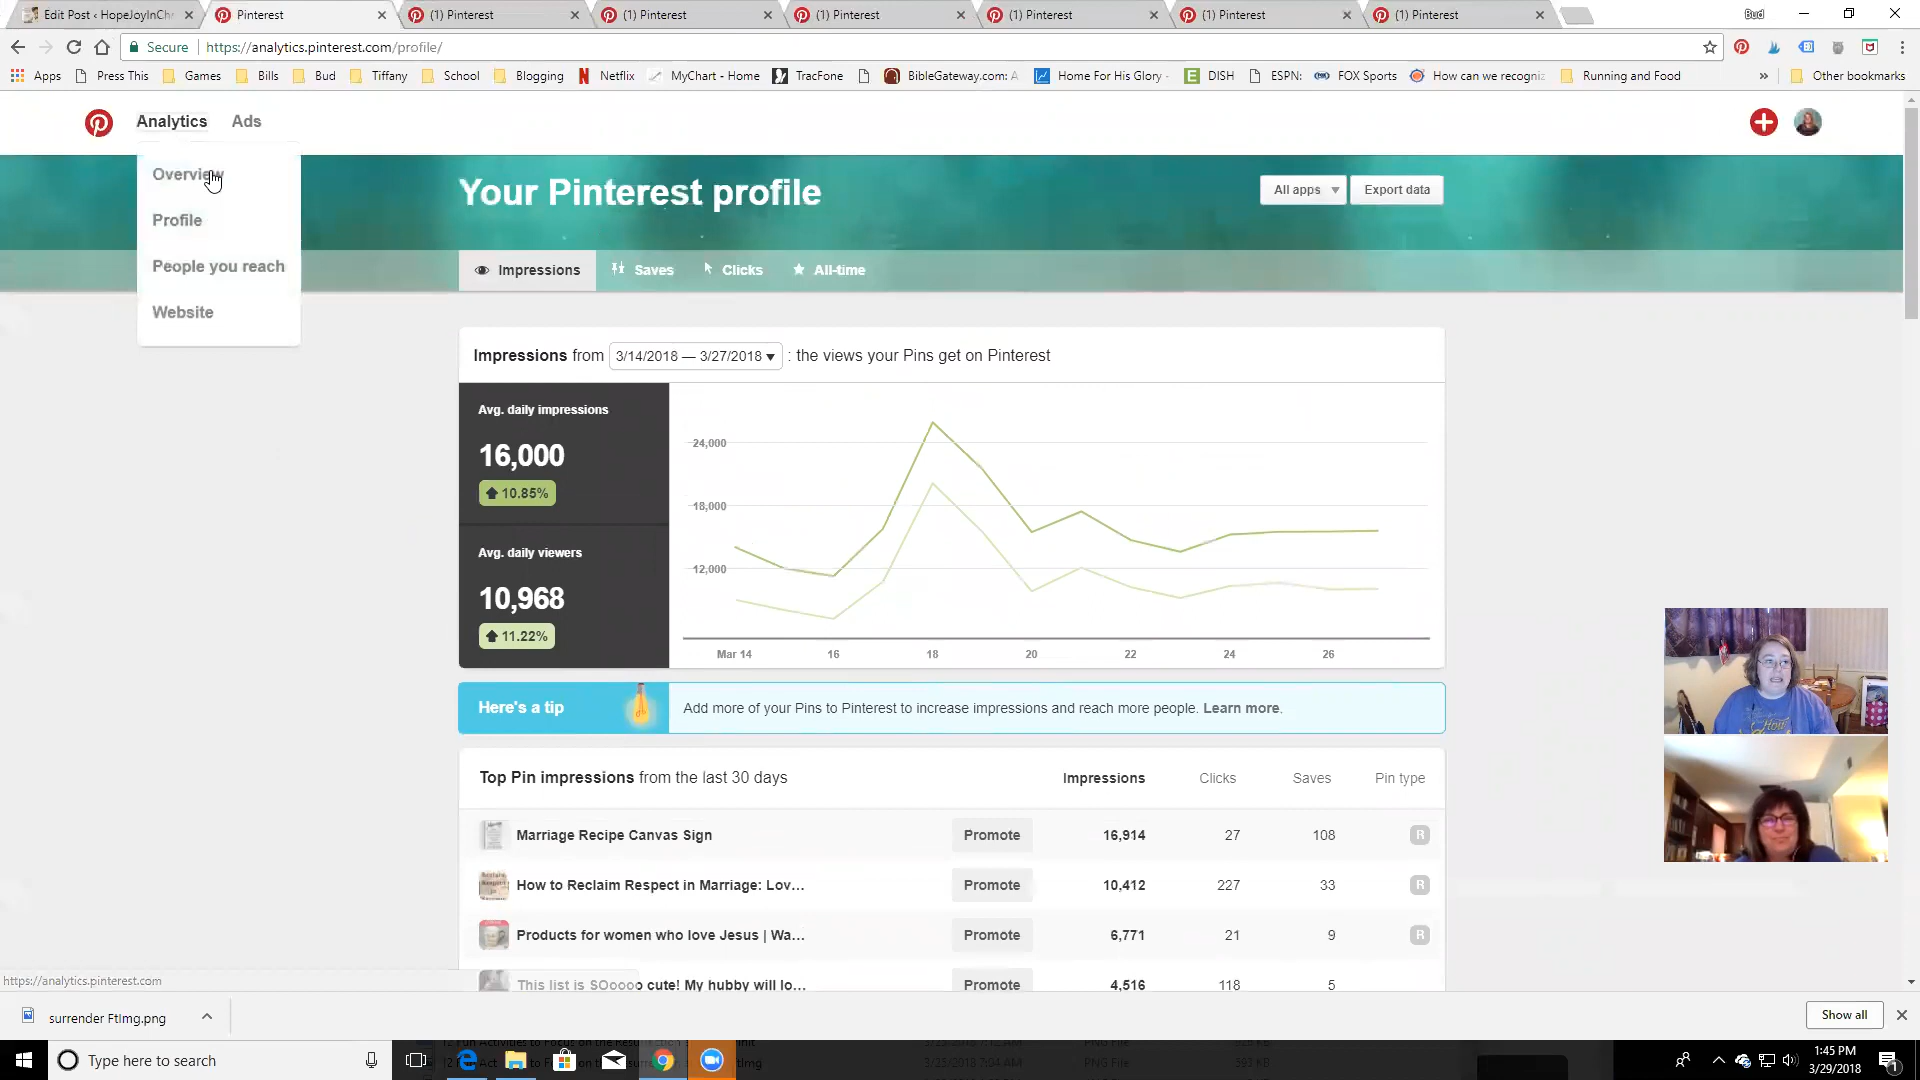 Edit Post ‹ HopeJoyInCh
Pinterest
(1) Pinterest
(1) Pinterest
(1) Pinterest
(1) Pinterest
(1) Pinterest
(1) Pinterest
Bud
Secure
https://analytics.pinterest.com/profile/
Apps
Press This
Games
Bills
Bud
Tiffany
School
Blogging
Netflix
MyChart - Home
TracFone
BibleGateway.com: A
Home For His Glory -
DISH
ESPN:
FOX Sports
How can we recogniz
Running and Food
»
Other bookmarks
Analytics
Ads
Overview
Profile
People you reach
Website
Your Pinterest profile
All apps
Export data
Impressions
Saves
Clicks
All-time
Impressions from 3/14/2018 — 3/27/2018 : the views your Pins get on Pinterest
Avg. daily impressions
16,000
10.85%
Avg. daily viewers
10,968
11.22%
24,000
18,000
12,000
Mar 14
16
18
20
22
24
26
Here's a tip
Add more of your Pins to Pinterest to increase impressions and reach more people. Learn more.
Top Pin impressions from the last 30 days
Impressions
Clicks
Saves
Pin type
Marriage Recipe Canvas Sign
Promote
16,914
27
108
R
How to Reclaim Respect in Marriage: Lov...
Promote
10,412
227
33
R
Products for women who love Jesus | Wa...
Promote
6,771
21
9
R
This list is SOoooo cute! My hubby will lo...
Promote
4,516
118
5
https://analytics.pinterest.com
surrender FtImg.png
Show all
Type here to search
1:45 PM
3/29/2018
1